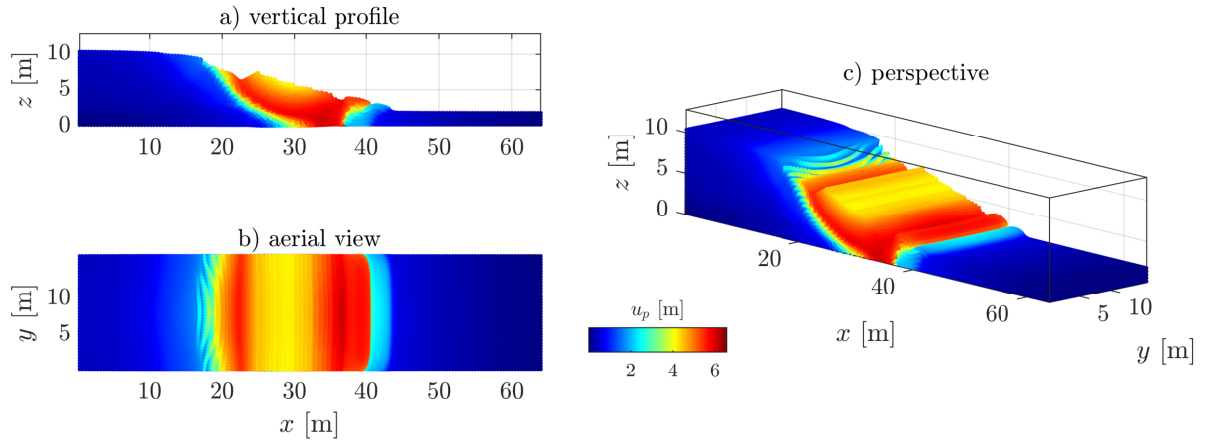 a) vertical profile
z [m]
10
5
0
10 20 30 40 50 60
b) aerial view
y [m]
10
5
10 20 30 40 50 60
x [m]
c) perspective
z [m]
10
5
0
20
40
60
x [m]
5
10
y [m]
u_p [m]
2 4 6